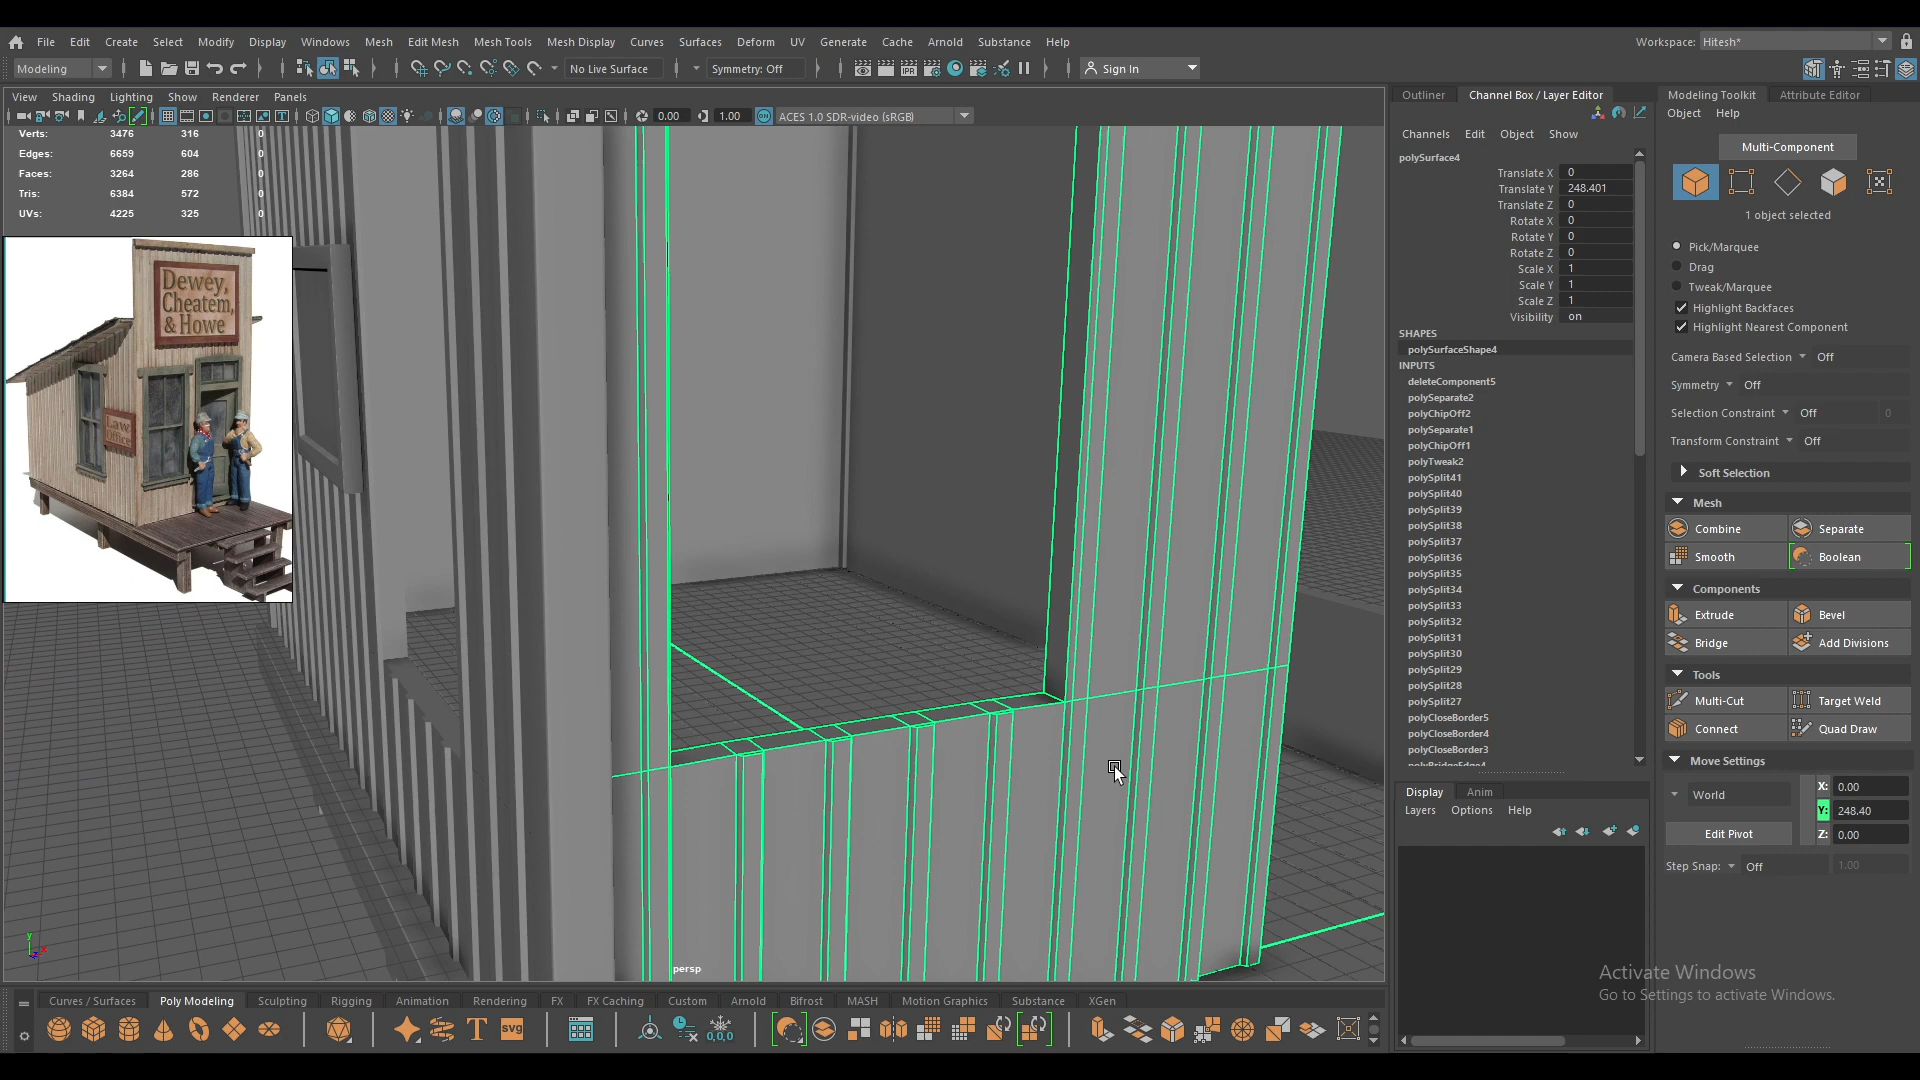 File Edit Create Select Modify Display Windows Mesh Edit Mesh Mesh Tools Mesh Display Curves Surfaces Deform UV Generate Cache Arnold Substance Help
Workspace: Hitesh*
Modeling No Live Surface Symmetry: Off IPR Sign In
View Shading Lighting Show Renderer Panels
0.00 1.00 ON ACES 1.0 SDR-video (sRGB)
Verts: 3476 316 0
Edges: 6659 604 0
Faces: 3264 286 0
Tris: 6384 572 0
UVs: 4225 325 0
Dewey,
Cheatem,
& Howe
Law
Office
persp
y
x
z
Outliner Channel Box / Layer Editor
Channels Edit Object Show
polySurface4
Translate X 0
Translate Y 248.401
Translate Z 0
Rotate X 0
Rotate Y 0
Rotate Z 0
Scale X 1
Scale Y 1
Scale Z 1
Visibility on
SHAPES
polySurfaceShape4
INPUTS
deleteComponent5
polySeparate2
polyChipOff2
polySeparate1
polyChipOff1
polyTweak2
polySplit41
polySplit40
polySplit39
polySplit38
polySplit37
polySplit36
polySplit35
polySplit34
polySplit33
polySplit32
polySplit31
polySplit30
polySplit29
polySplit28
polySplit27
polyCloseBorder5
polyCloseBorder4
polyCloseBorder3
polyBridgeEdge4
Display Anim
Layers Options Help
Modeling Toolkit Attribute Editor
Object Help
Multi-Component
1 object selected
Pick/Marquee
Drag
Tweak/Marquee
Highlight Backfaces
Highlight Nearest Component
Camera Based Selection Off
Symmetry Off
Selection Constraint Off 0
Transform Constraint Off
Soft Selection
Mesh
Combine Separate
Smooth Boolean
Components
Extrude Bevel
Bridge Add Divisions
Tools
Multi-Cut Target Weld
Connect Quad Draw
Move Settings
World X: 0.00
Y: 248.40
Edit Pivot Z: 0.00
Step Snap: Off 1.00
Activate Windows
Go to Settings to activate Windows.
Curves / Surfaces Poly Modeling Sculpting Rigging Animation Rendering FX FX Caching Custom Arnold Bifrost MASH Motion Graphics Substance XGen
T svg 0,0,0